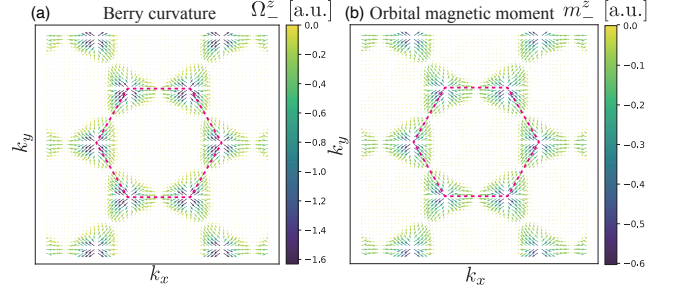 (a) Berry curvature Ω₋ᶻ [a.u.]
0.0
−0.2
−0.4
−0.6
−0.8
−1.0
−1.2
−1.4
−1.6
k_y
k_x
(b) Orbital magnetic moment m₋ᶻ [a.u.]
0.0
−0.1
−0.2
−0.3
−0.4
−0.5
−0.6
k_y
k_x